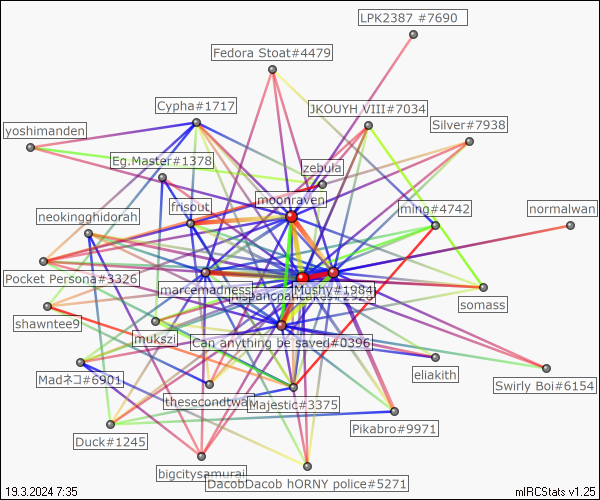 LPK2387 #7690
Fedora Stoat#4479
Cypha#1717
JKOUYH VIII#7034
Silver#7938
yoshimanden
Eg.Master#1378
zebula
moonraven
frisout
ming#4742
normalwan
neokingghidorah
Pocket Persona#3326
marcemadness
Mushy#1984
somass
shawntee9
mukszi
Can anything be saved#0396
Madネコ#6901
eliakith
Swirly Boi#6154
thesecondtwa
Majestic#3375
Pikabro#9971
Duck#1245
bigcitysamurai
DacobDacob hORNY police#5271
19.3.2024 7:35
mIRCStats v1.25